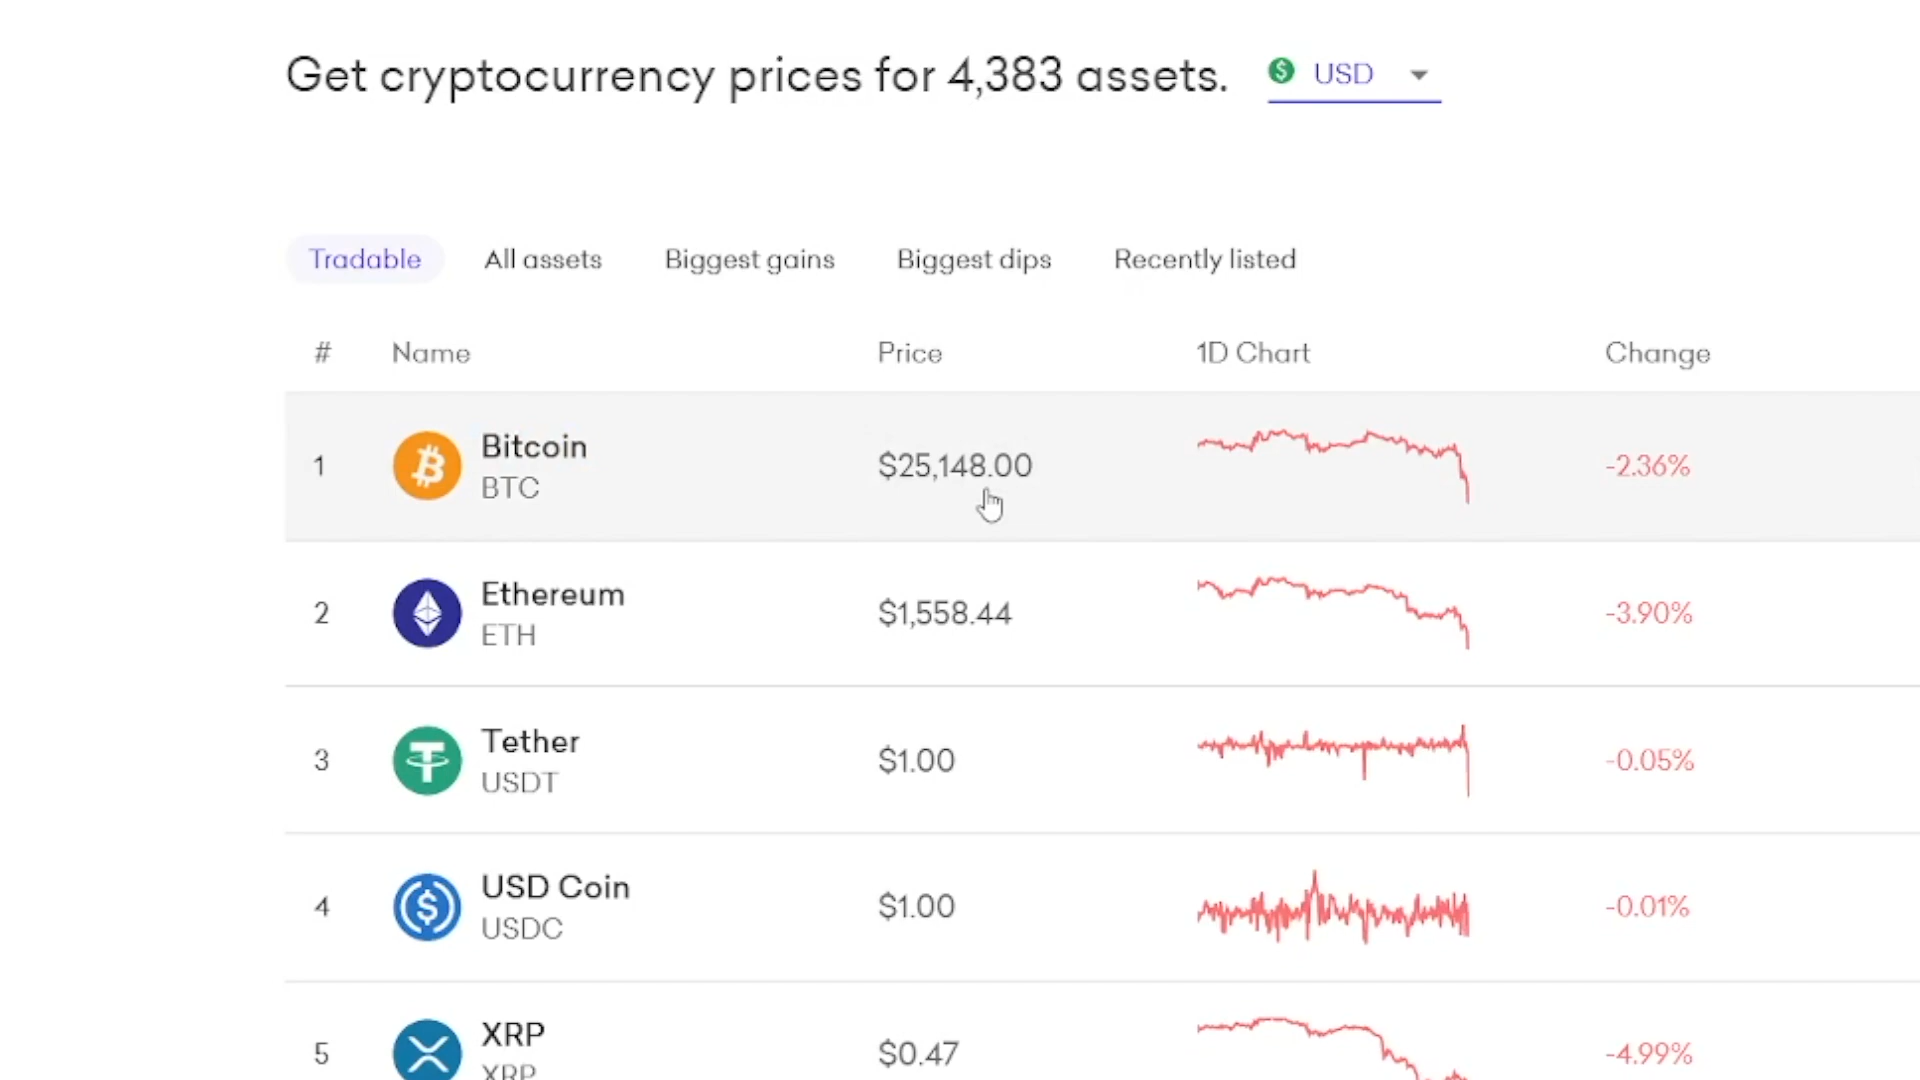 Get cryptocurrency prices for 4,383 assets. USD
Tradable All assets Biggest gains Biggest dips Recently listed
# Name Price 1D Chart Change
1 Bitcoin $25,148.00 -2.36%
BTC
2 Ethereum $1,558.44 -3.90%
ETH
3 Tether $1.00 -0.05%
USDT
4 USD Coin $1.00 -0.01%
USDC
5 XRP $0.47 -4.99%
XRP